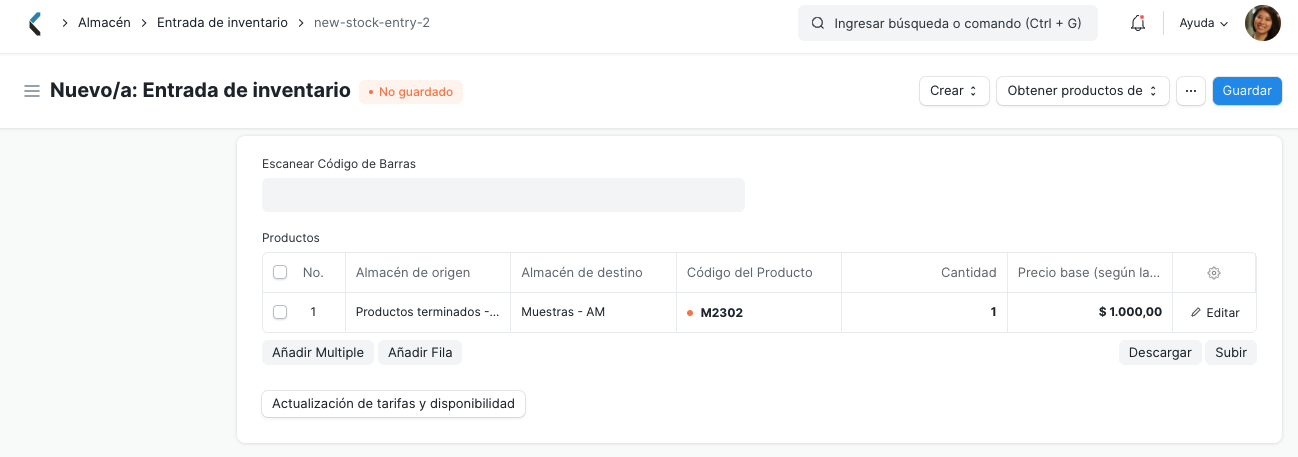 Almacén
Entrada de inventario
new-stock-entry-2
Ingresar búsqueda o comando (Ctrl + G)
Ayuda
Nuevo/a: Entrada de inventario
No guardado
Crear
Obtener productos de
...
Guardar
Escanear Código de Barras
Productos
No. Almacén de origen Almacén de destino Código del Producto Cantidad Precio base (según la...
1 Productos terminados -... Muestras - AM M2302 1 $ 1.000,00 Editar
Añadir Multiple Añadir Fila Descargar Subir
Actualización de tarifas y disponibilidad